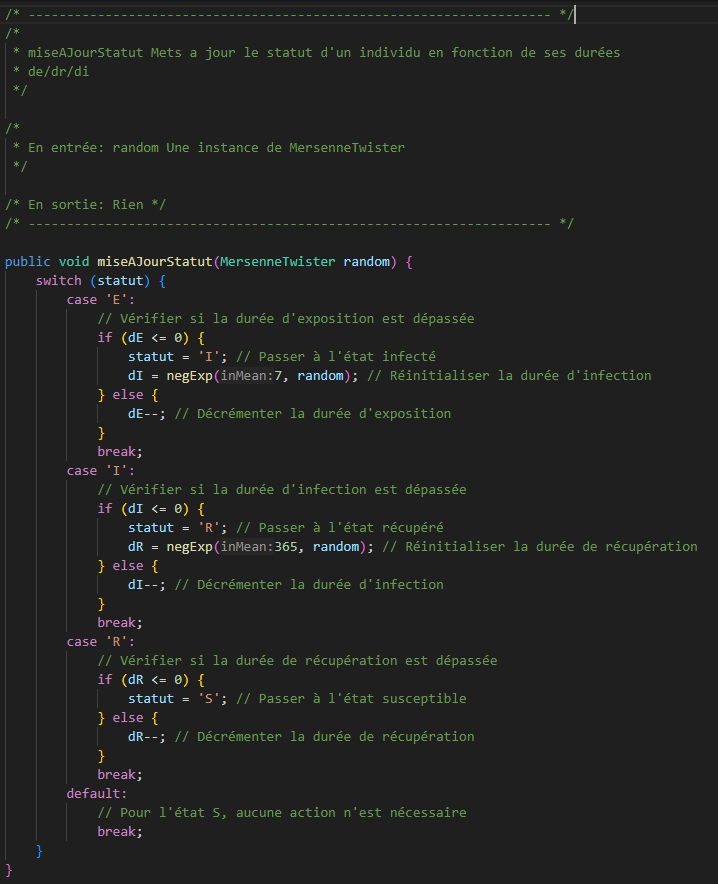 /* ------------------------------------------------------------------- */
/*
 * miseAJourStatut Mets a jour le statut d'un individu en fonction de ses durées
 * de/dr/di
 */
/*
 * En entrée: random Une instance de MersenneTwister
 */
/* En sortie: Rien */
/* ------------------------------------------------------------------- */
public void miseAJourStatut(MersenneTwister random) {
    switch (statut) {
        case 'E':
            // Vérifier si la durée d'exposition est dépassée
            if (dE <= 0) {
                statut = 'I'; // Passer à l'état infecté
                dI = negExp(inMean:7, random); // Réinitialiser la durée d'infection
            } else {
                dE--; // Décrémenter la durée d'exposition
            }
            break;
        case 'I':
            // Vérifier si la durée d'infection est dépassée
            if (dI <= 0) {
                statut = 'R'; // Passer à l'état récupéré
                dR = negExp(inMean:365, random); // Réinitialiser la durée de récupération
            } else {
                dI--; // Décrémenter la durée d'infection
            }
            break;
        case 'R':
            // Vérifier si la durée de récupération est dépassée
            if (dR <= 0) {
                statut = 'S'; // Passer à l'état susceptible
            } else {
                dR--; // Décrémenter la durée de récupération
            }
            break;
        default:
            // Pour l'état S, aucune action n'est nécessaire
            break;
    }
}